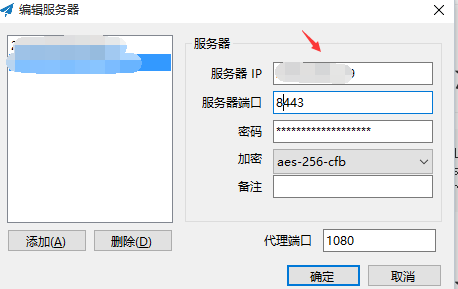 编辑服务器
服务器
服务器 IP
9
服务器端口 8443
密码 *******************
加密 aes-256-cfb
备注
添加(A) 删除(D)
代理端口 1080
确定 取消